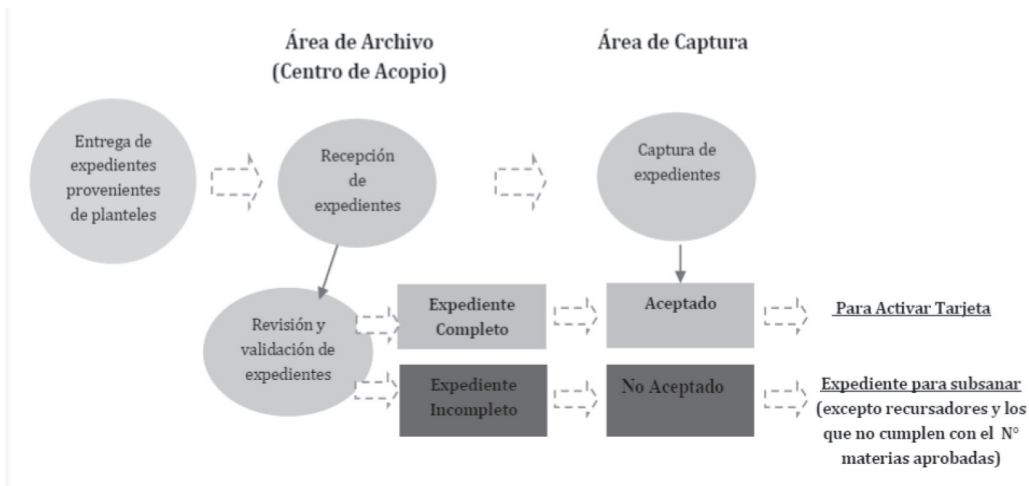 Área de Archivo
(Centro de Acopio)
Área de Captura
Entrega de
expedientes
provenientes
de planteles
Recepción
de
expedientes
Captura de
expedientes
Revisión y
validación de
expedientes
Expediente
Completo
Aceptado
Para Activar Tarjeta
Expediente
Incompleto
No Aceptado
Expediente para subsanar
(excepto recursadores y los
que no cumplen con el N°
materias aprobadas)